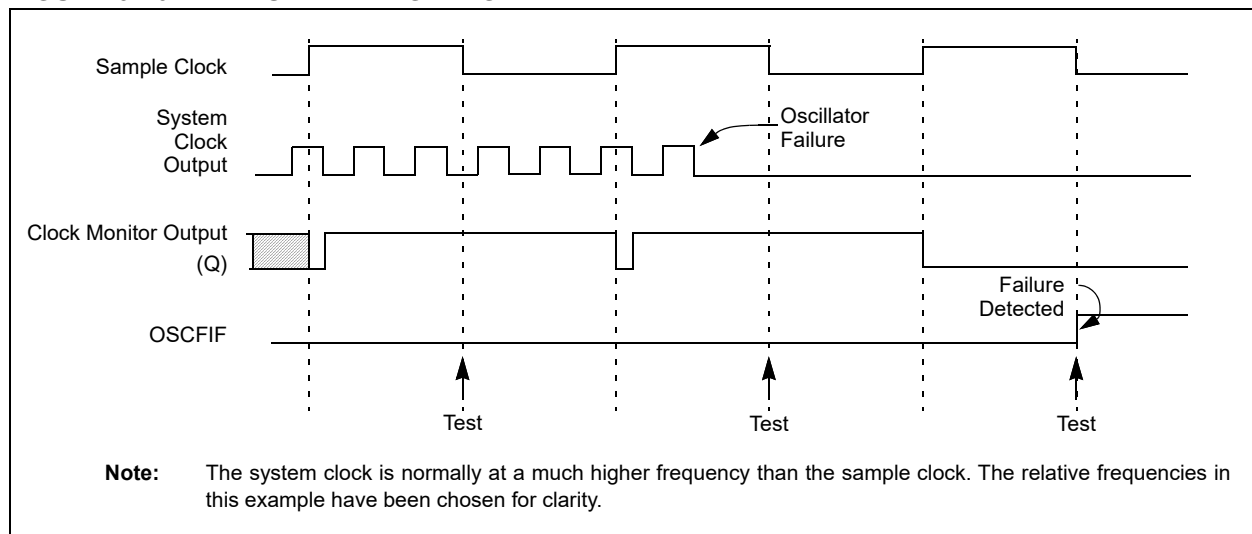 Sample Clock
System
Clock
Output
Oscillator
Failure
Clock Monitor Output
(Q)
Failure
Detected
OSCFIF
Test
Test
Test
Note: The system clock is normally at a much higher frequency than the sample clock. The relative frequencies in
this example have been chosen for clarity.